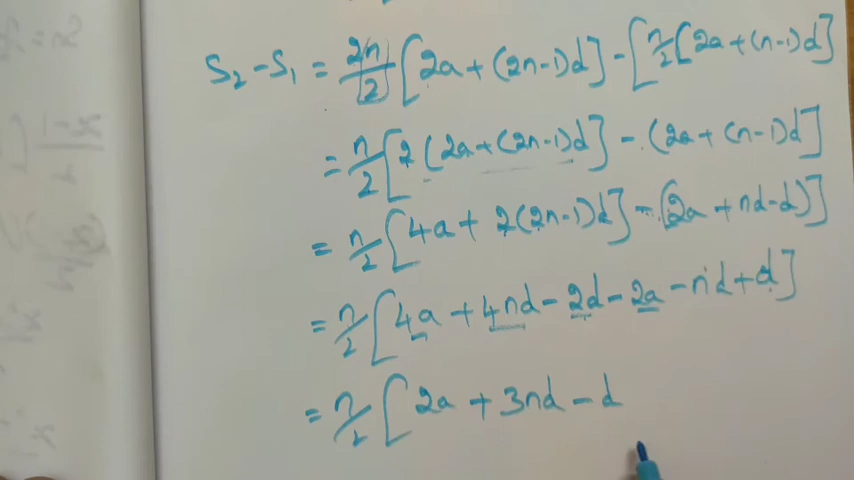 S₂ - S₁ = 2n/2 [2a + (2n-1)d] - [n/2 [2a + (n-1)d]
= n/2 [2 (2a + (2n-1)d] - (2a + (n-1)d]
= n/2 [4a + 2(2n-1)d] - (2a + nd - d)]
= n/2 [4a + 4nd - 2d - 2a - nd + d]
= n/2 [2a + 3nd - d